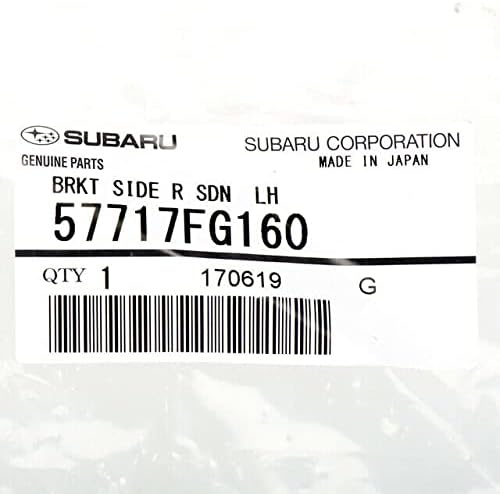 SUBARU SUBARU CORPORATION
GENUINE PARTS MADE IN JAPAN
BRKT SIDE R SDN LH
57717FG160
QTY 1 170619 G